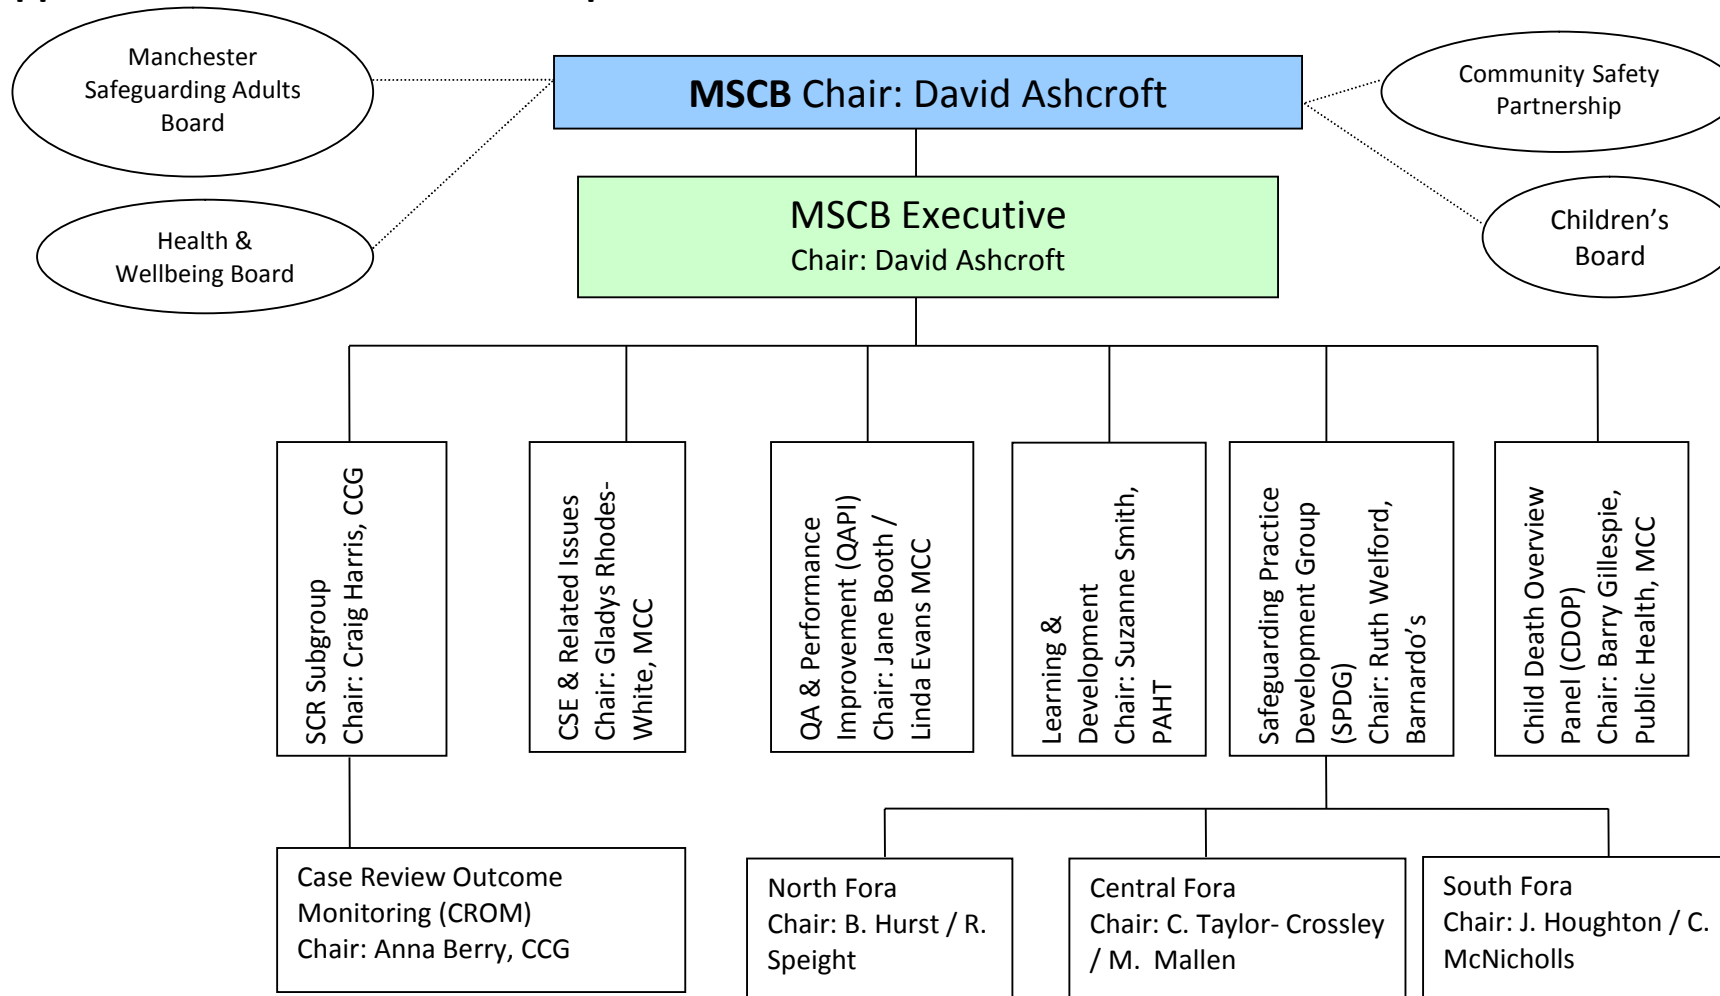 Manchester
Safeguarding Adults
Board
MSCB Chair: David Ashcroft
Community Safety
Partnership
Health &
Wellbeing Board
MSCB Executive
Chair: David Ashcroft
Children’s
Board
SCR Subgroup
Chair: Craig Harris, CCG
CSE & Related Issues
Chair: Gladys Rhodes-
White, MCC
QA & Performance
Improvement (QAPI)
Chair: Jane Booth /
Linda Evans MCC
Learning &
Development
Chair: Suzanne Smith,
PAHT
Safeguarding Practice
Development Group
(SPDG)
Chair: Ruth Welford,
Barnardo’s
Child Death Overview
Panel (CDOP)
Chair: Barry Gillespie,
Public Health, MCC
Case Review Outcome
Monitoring (CROM)
Chair: Anna Berry, CCG
North Fora
Chair: B. Hurst / R.
Speight
Central Fora
Chair: C. Taylor- Crossley
/ M. Mallen
South Fora
Chair: J. Houghton / C.
McNicholls